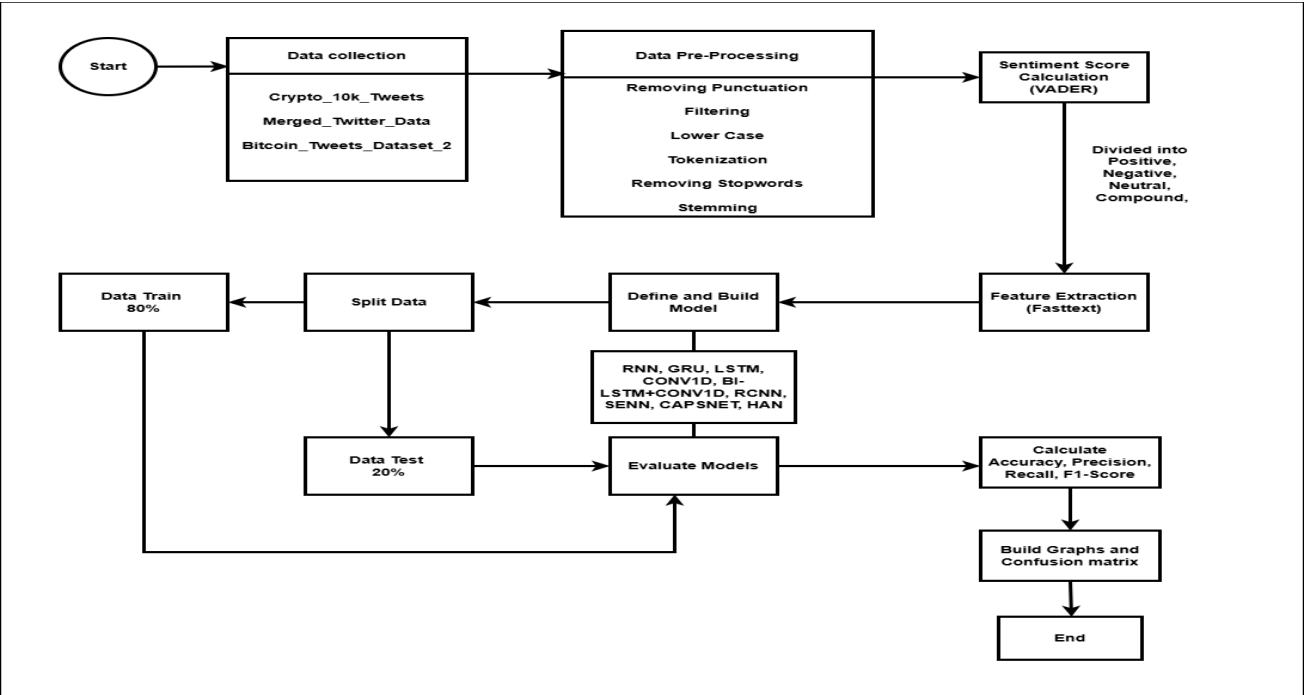 Start
Data collection
Crypto_10k_Tweets
Merged_Twitter_Data
Bitcoin_Tweets_Dataset_2
Data Pre-Processing
Removing Punctuation
Filtering
Lower Case
Tokenization
Removing Stopwords
Stemming
Sentiment Score
Calculation
(VADER)
Divided into
Positive,
Negative,
Neutral,
Compound,
Feature Extraction
(Fasttext)
Define and Build
Model
Split Data
Data Train
80%
RNN, GRU, LSTM,
CONV1D, BI-
LSTM+CONV1D, RCNN,
SENN, CAPSNET, HAN
Data Test
20%
Evaluate Models
Calculate
Accuracy, Precision,
Recall, F1-Score
Build Graphs and
Confusion matrix
End